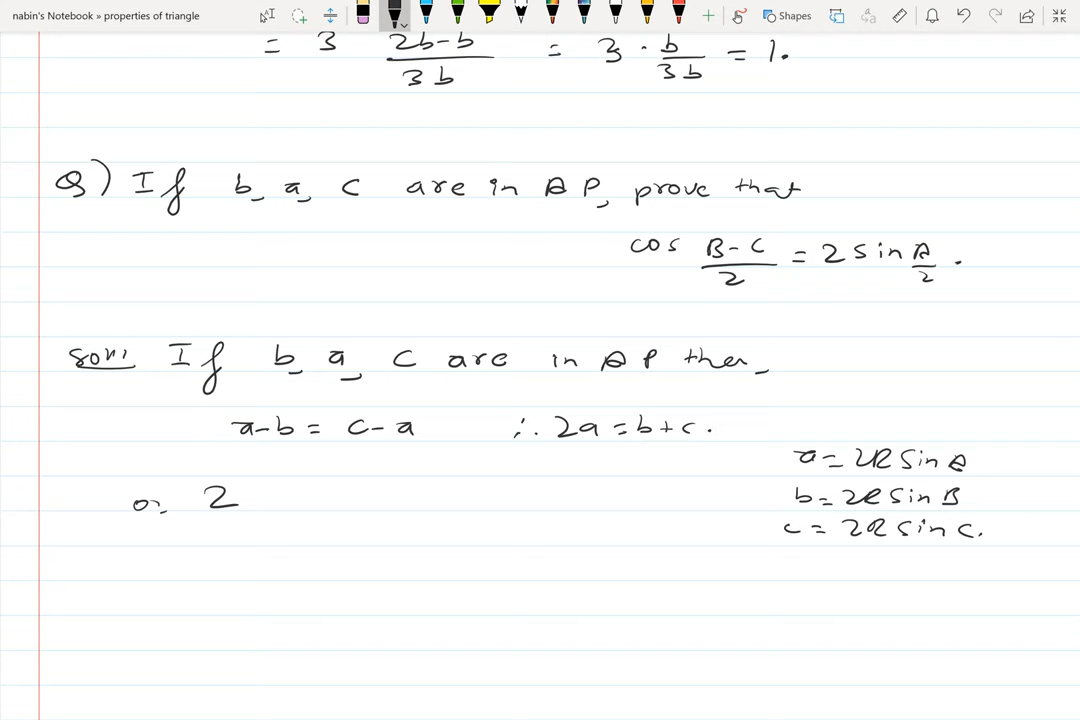 nabin's Notebook » properties of triangle
Shapes
= 3 (2b-b)/(3b) = 3 · b/(3b) = 1.
Q) If b, a, c are in AP, prove that
cos (B-C)/2 = 2 sin A/2 .
Soln: If b, a, c are in AP then,
a-b = c-a ∴ 2a = b+c.
a = 2R sin A
or, 2
b = 2R sin B
c = 2R sin C.